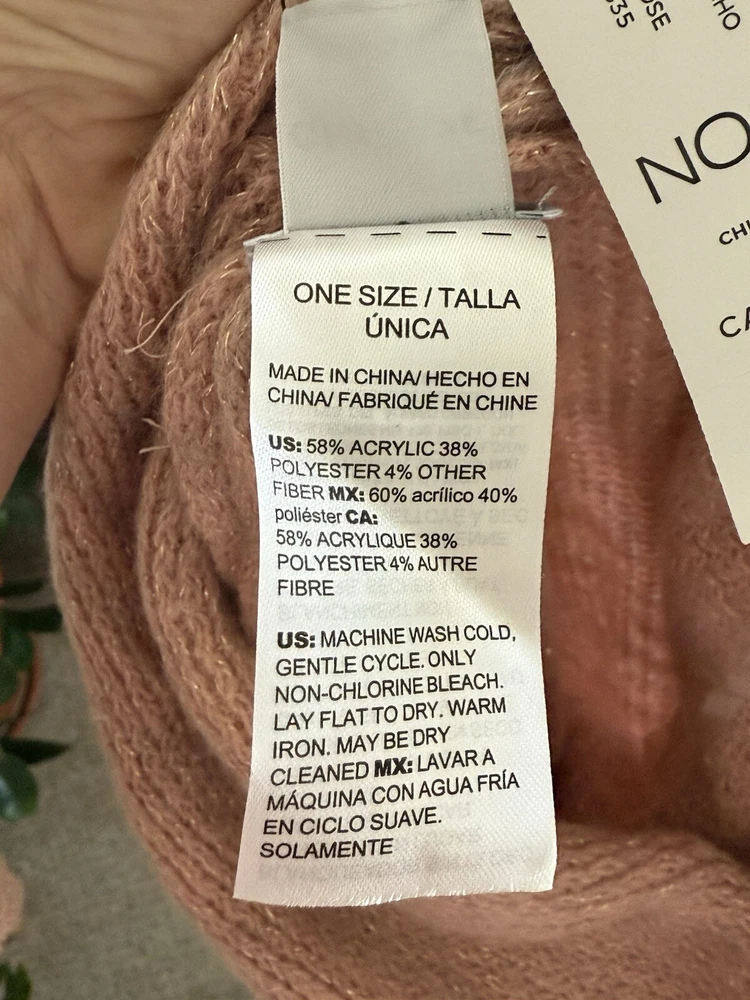 ONE SIZE / TALLA
ÚNICA
MADE IN CHINA/ HECHO EN
CHINA/ FABRIQUÉ EN CHINE
US: 58% ACRYLIC 38%
POLYESTER 4% OTHER
FIBER MX: 60% acrílico 40%
poliéster CA:
58% ACRYLIQUE 38%
POLYESTER 4% AUTRE
FIBRE
US: MACHINE WASH COLD,
GENTLE CYCLE. ONLY
NON-CHLORINE BLEACH.
LAY FLAT TO DRY. WARM
IRON. MAY BE DRY
CLEANED MX: LAVAR A
MÁQUINA CON AGUA FRÍA
EN CICLO SUAVE.
SOLAMENTE
NO